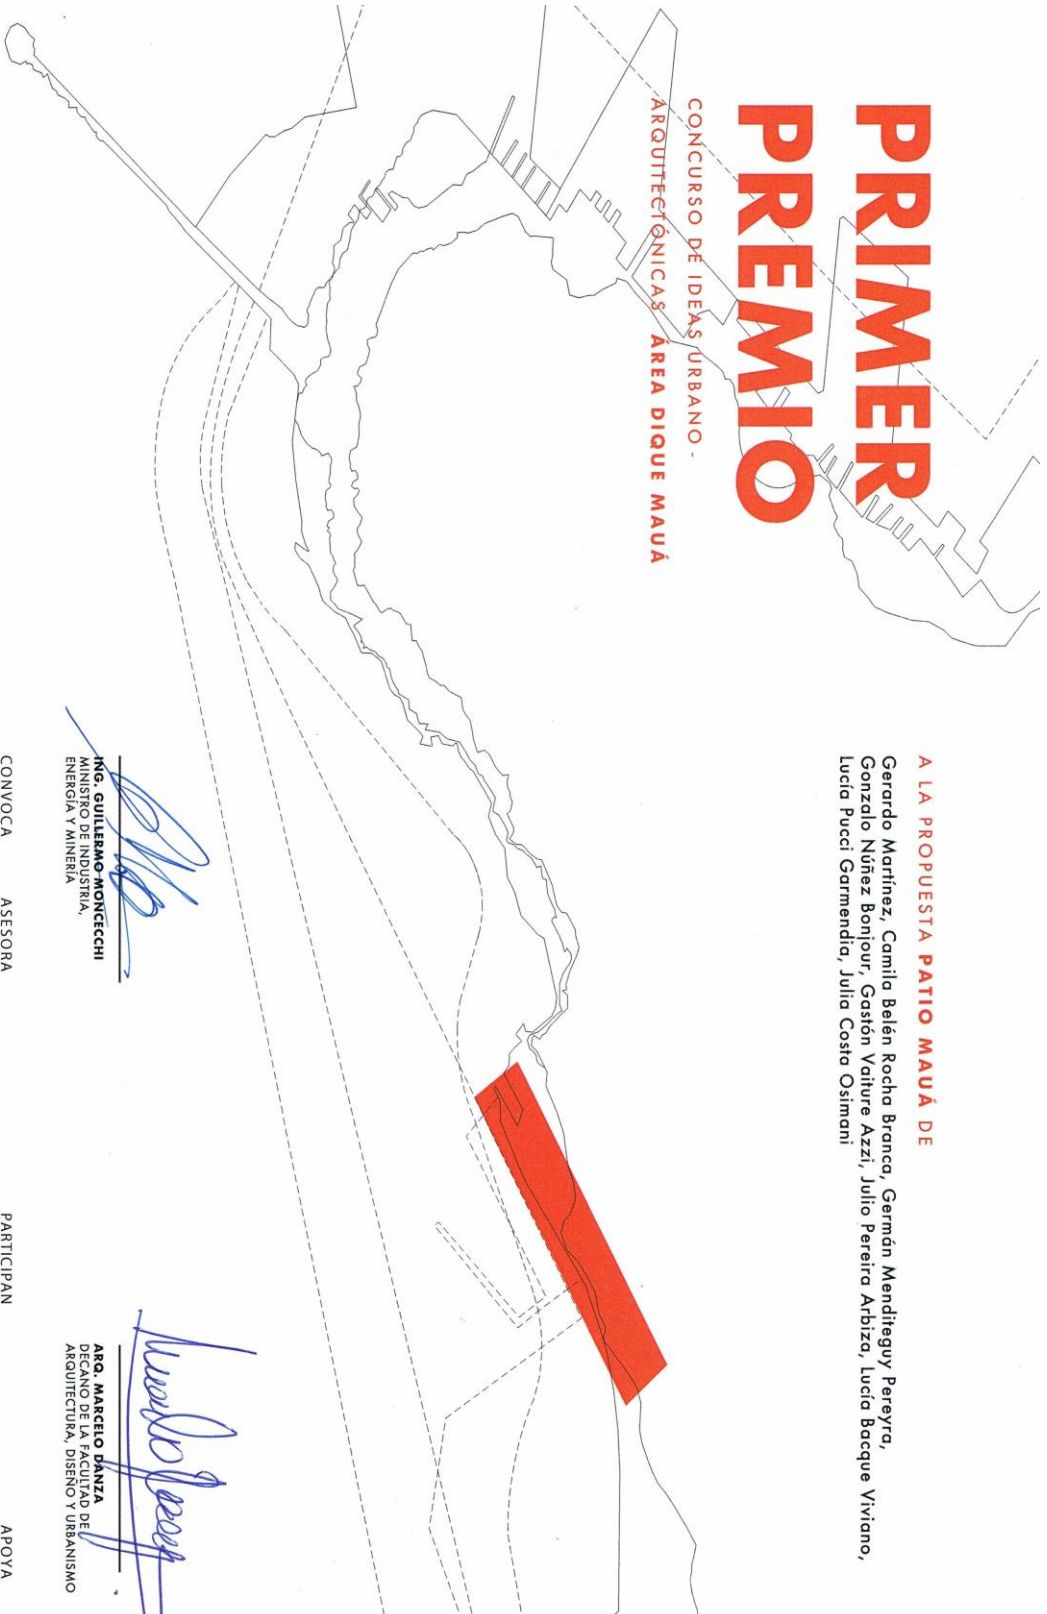 PRIMER
PREMIO
CONCURSO DE IDEAS URBANO -
ARQUITECTÓNICAS ÁREA DIQUE MAUÁ
A LA PROPUESTA PATIO MAUÁ DE
Gerardo Martínez, Camila Belén Rocha Branca, Germán Menditeguy Pereyra,
Gonzalo Núñez Bonjour, Gastón Vaiture Azzi, Julio Pereira Arbiza, Lucía Bacque Viviano,
Lucía Pucci Garmendia, Julia Costa Osimani
ING. GUILLERMO MONCECCHI
MINISTRO DE INDUSTRIA,
ENERGÍA Y MINERÍA
ARQ. MARCELO DANZA
DECANO DE LA FACULTAD DE
ARQUITECTURA, DISEÑO Y URBANISMO
CONVOCA
ASESORA
PARTICIPAN
APOYA